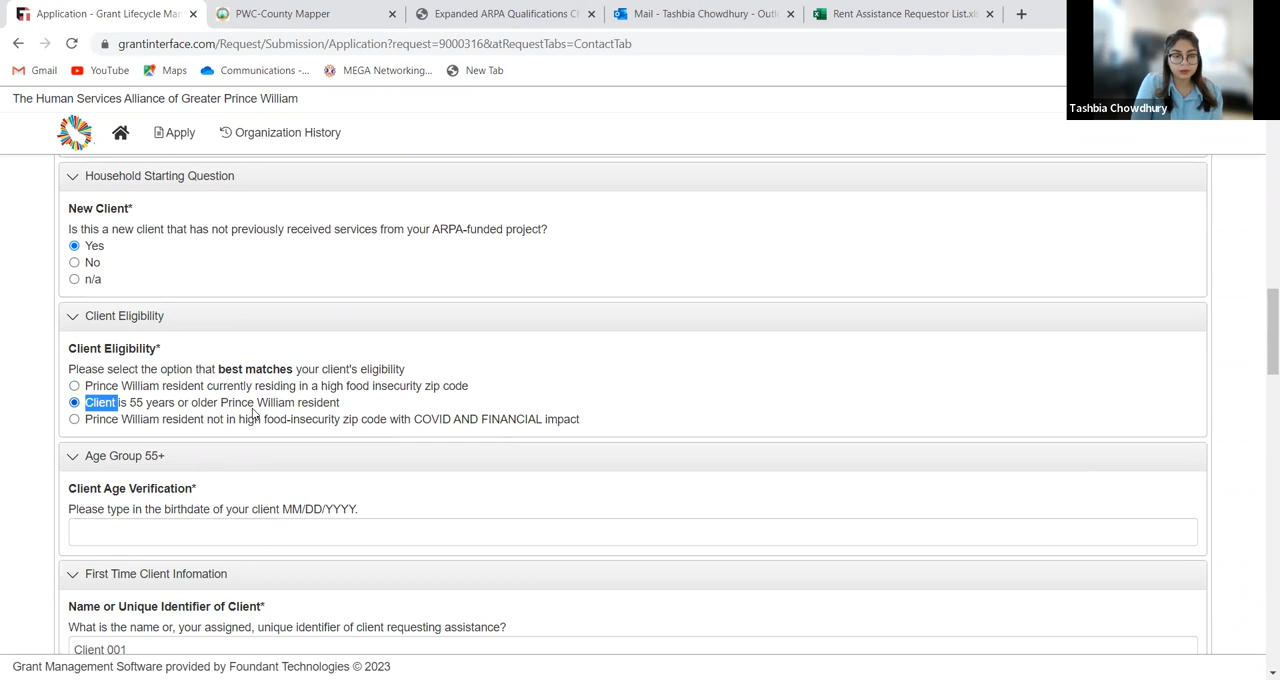 Application - Grant Lifecycle Mar
PWC-County Mapper
Expanded ARPA Qualifications Cl
Mail - Tashbia Chowdhury - Outl
Rent Assistance Requestor List.xl
grantinterface.com/Request/Submission/Application?request=9000316&atRequestTabs=ContactTab
Gmail
YouTube
Maps
Communications -...
MEGA Networking...
New Tab
Tashbia Chowdhury
The Human Services Alliance of Greater Prince William
Apply
Organization History
Household Starting Question
New Client*
Is this a new client that has not previously received services from your ARPA-funded project?
Yes
No
n/a
Client Eligibility
Client Eligibility*
Please select the option that best matches your client's eligibility
Prince William resident currently residing in a high food insecurity zip code
Client is 55 years or older Prince William resident
Prince William resident not in high food-insecurity zip code with COVID AND FINANCIAL impact
Age Group 55+
Client Age Verification*
Please type in the birthdate of your client MM/DD/YYYY.
First Time Client Infomation
Name or Unique Identifier of Client*
What is the name or, your assigned, unique identifier of client requesting assistance?
Client 001
Grant Management Software provided by Foundant Technologies © 2023